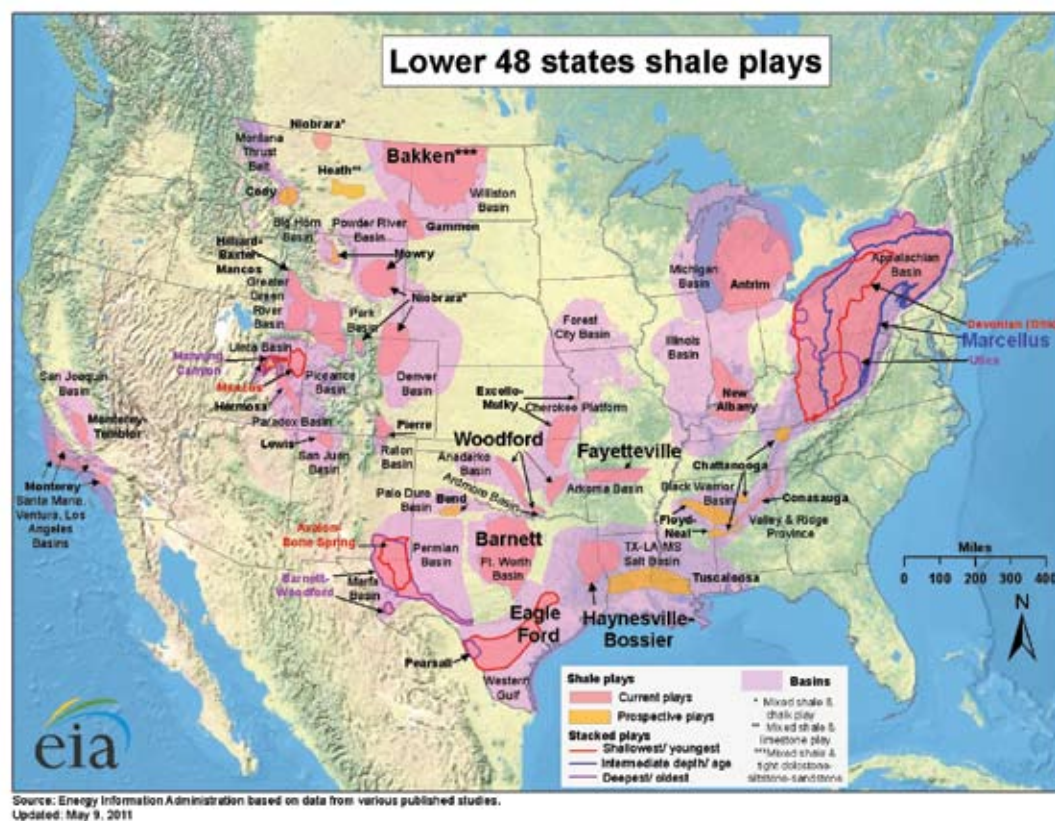 Lower 48 states shale plays
Niobrara*
Montana
Thrust
Belt
Bakken***
Heath**
Cody
Williston
Basin
Big Horn
Basin
Powder River
Basin
Gammon
Hilliard-
Baxter-
Mancos
Mowry
Greater
Green
River
Basin
Niobrara*
Park
Basin
Michigan
Basin
Antrim
Appalachian
Basin
Devonian (Ohio
Marcellus
Utica
Forest
City Basin
Illinois
Basin
Uinta Basin
Manning
Canyon
Mancos
Piceance
Basin
Denver
Basin
San Joaquin
Basin
Hermosa
Excello-
Mulky
Cherokee Platform
New
Albany
Monterey-
Temblor
Paradox Basin
Pierre
Lewis
San Juan
Basin
Raton
Basin
Woodford
Anadarko
Basin
Fayetteville
Chattanooga
Monterey
Santa Maria,
Ventura, Los
Angeles
Basins
Ardmore Basin
Arkoma Basin
Black Warrior
Basin
Conasauga
Palo Duro
Basin
Bend
Floyd-
Neal
Valley & Ridge
Province
Avalon-
Bone Spring
Permian
Basin
Barnett
Ft. Worth
Basin
TX-LA-MS
Salt Basin
Tuscaloosa
Barnett-
Woodford
Marfa
Basin
Eagle
Ford
Haynesville-
Bossier
Pearsall
Western
Gulf
Miles
0 100 200 300 400
N
Shale plays
Current plays
Prospective plays
Stacked plays
Shallowest/ youngest
Intermediate depth/ age
Deepest/ oldest
Basins
* Mixed shale &
chalk play
** Mixed shale &
limestone play
***Mixed shale &
tight dolostone-
siltstone-sandstone
eia
Source: Energy Information Administration based on data from various published studies.
Updated: May 9, 2011